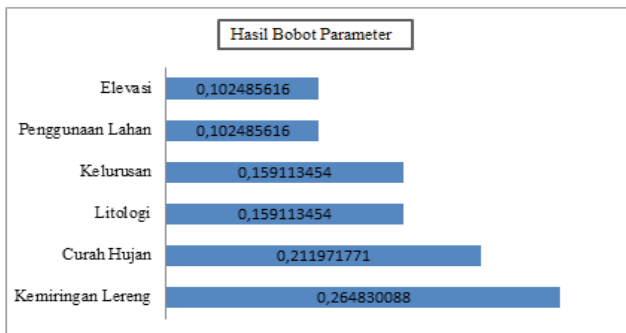 Hasil Bobot Parameter
Elevasi 0,102485616
Penggunaan Lahan 0,102485616
Kelurusan 0,159113454
Litologi 0,159113454
Curah Hujan 0,211971771
Kemiringan Lereng 0,264830088